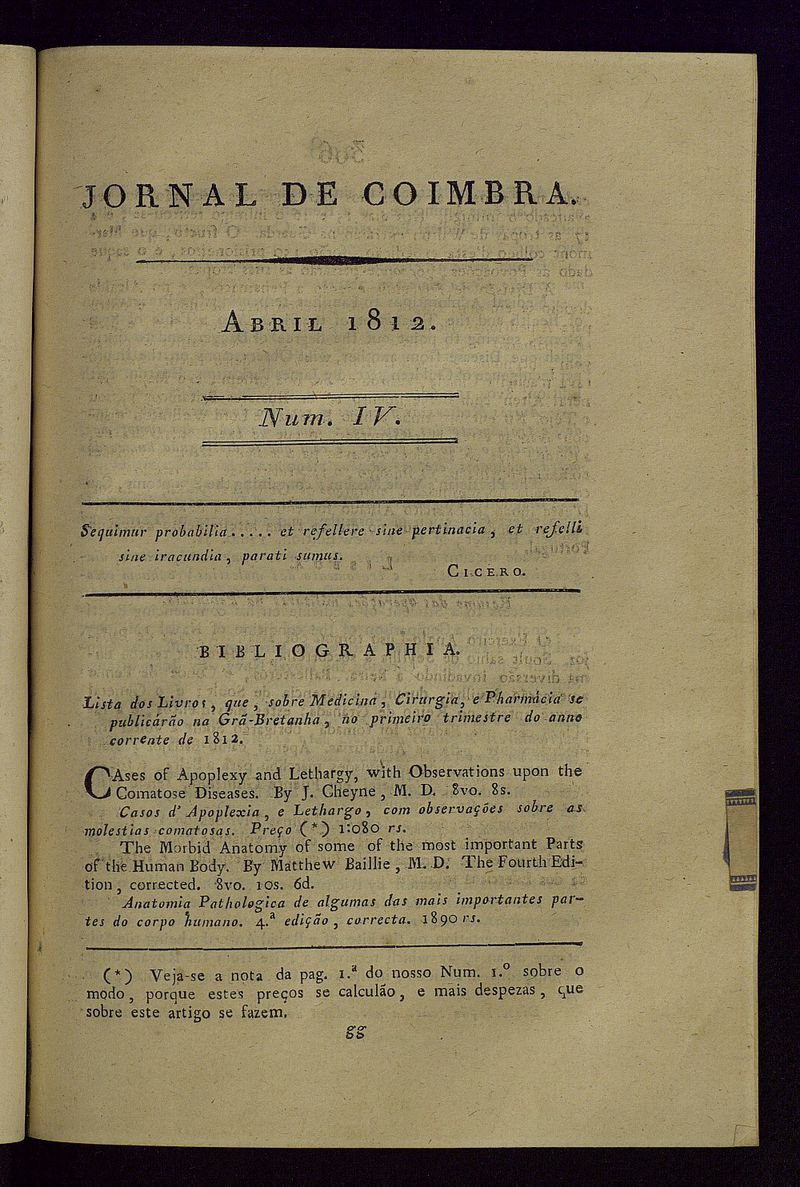 JORNAL DE COIMBRA.
ABRIL 1812.
Num. IV.
Sequimur probabilia..... et refellere sine pertinacia, et refelli
sine iracundia, parati sumus.
CICERO.
BIBLIOGRAPHIA.
Lista dos Livros, que, sobre Medicina, Cirurgia, e Pharmacia se
publicárão na Grã-Bretanha, no primeiro trimestre do anno
corrente de 1812.
CAses of Apoplexy and Lethargy, with Observations upon the
Comatose Diseases. By J. Cheyne, M. D. 8vo. 8s.
Casos d'Apoplexia, e Lethargo, com observações sobre as
molestias comatosas. Preço (*) 1:080 rs.
The Morbid Anatomy of some of the most important Parts
of the Human Body. By Matthew Baillie, M. D. The Fourth Edi-
tion, corrected. 8vo. 10s. 6d.
Anatomia Pathologica de algumas das mais importantes par-
tes do corpo humano. 4.ª edição, correcta. 1890 rs.
(*) Veja-se a nota da pag. 1.ª do nosso Num. 1.º sobre o
modo, porque estes preços se calculão, e mais despezas, que
sobre este artigo se fazem.
gg